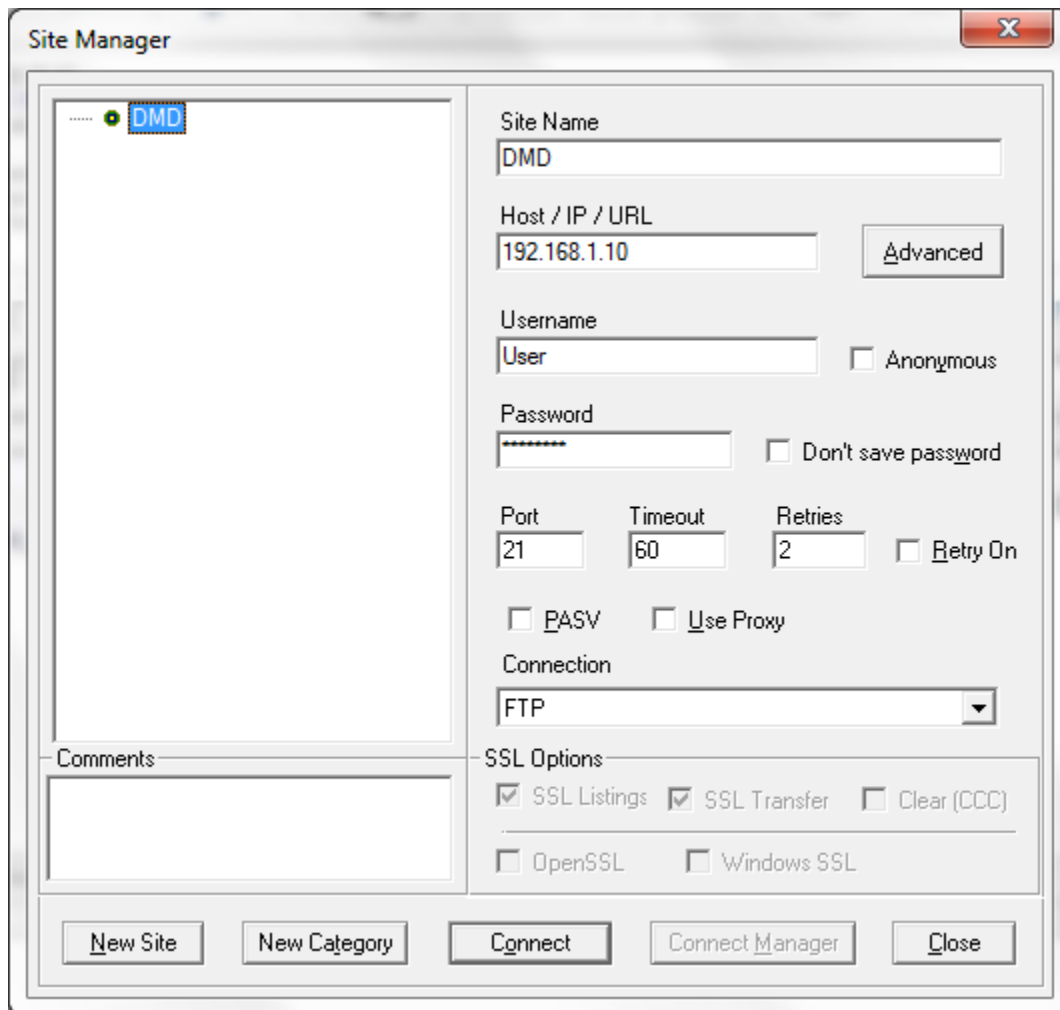 Site Manager
DMD
Site Name
DMD
Host / IP / URL
192.168.1.10
Advanced
Username
User
Anonymous
Password
********
Don't save password
Port Timeout Retries
21 60 2 Retry On
PASV Use Proxy
Connection
FTP
Comments
SSL Options
SSL Listings SSL Transfer Clear (CCC)
OpenSSL Windows SSL
New Site New Category Connect Connect Manager Close